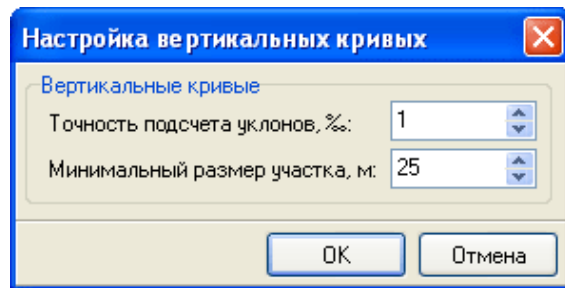 Настройка вертикальных кривых
Вертикальные кривые
Точность подсчета уклонов, ‰: 1
Минимальный размер участка, м: 25
OK Отмена